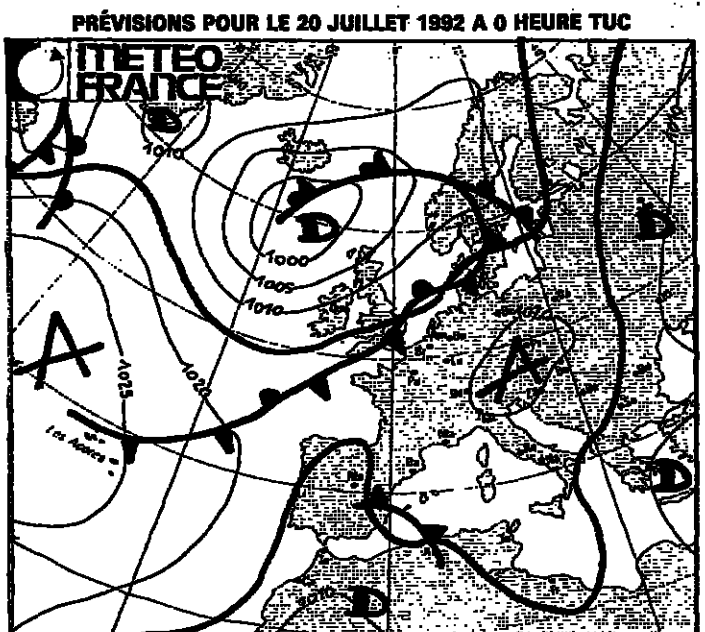 PRÉVISIONS POUR LE 20 JUILLET 1992 A 0 HEURE TUC
METEO
FRANCE
D
1010
1010
D
D
1000
1005
1010
A
1025
1020
A
Les Açores
D
D